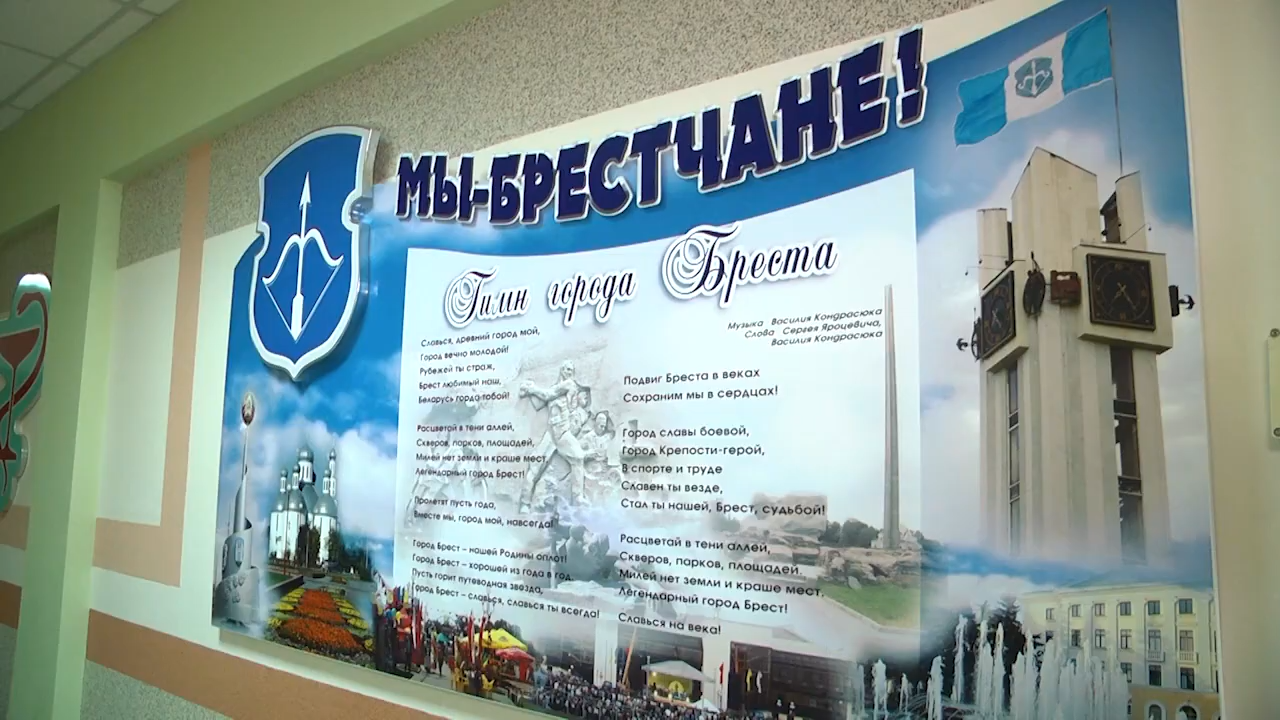 МЫ-БРЕСТЧАНЕ!
Гимн города Бреста
Музыка Василия Кондрасюка
Слова Сергея Яроцевича,
Василия Кондрасюка
Славься, древний город мой,
Город вечно молодой!
Рубежей ты страж,
Брест любимый наш,
Беларусь горда тобой!
Расцветай в тени аллей,
Скверов, парков, площадей,
Милей нет земли и краше мест,
Легендарный город Брест!
Пролетят пусть года,
Вместе мы, город мой, навсегда!
Город Брест – нашей Родины оплот!
Город Брест – хорошей из года в год.
Пусть горит путеводная звезда,
Город Брест – славься, славься ты всегда!
Подвиг Бреста в веках
Сохраним мы в сердцах!
Город славы боевой,
Город Крепости-герой,
В спорте и труде
Славен ты везде,
Стал ты нашей, Брест, судьбой!
Расцветай в тени аллей,
Скверов, парков, площадей.
Милей нет земли и краше мест,
Легендарный город Брест!
Славься на века!